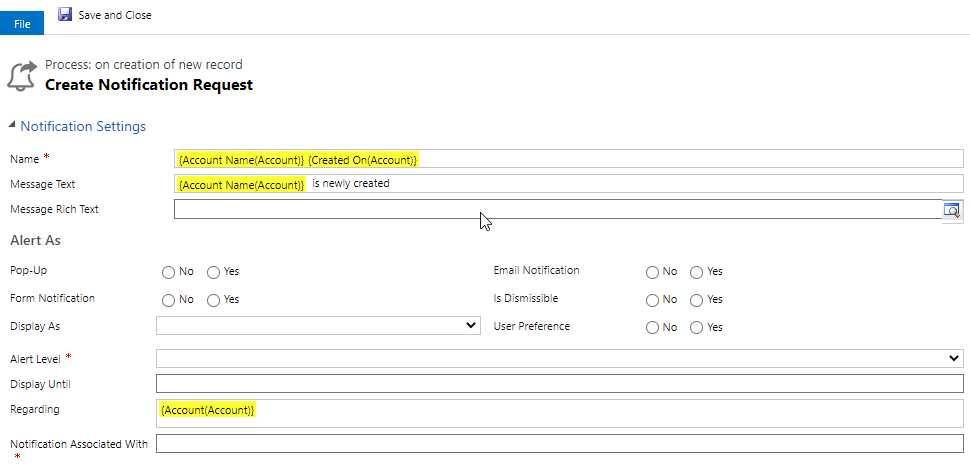 File Save and Close
Process: on creation of new record
Create Notification Request
Notification Settings
Name * {Account Name(Account)} {Created On(Account)}
Message Text {Account Name(Account)} is newly created
Message Rich Text
Alert As
Pop-Up No Yes Email Notification No Yes
Form Notification No Yes Is Dismissible No Yes
Display As User Preference No Yes
Alert Level *
Display Until
Regarding {Account(Account)}
Notification Associated With
*